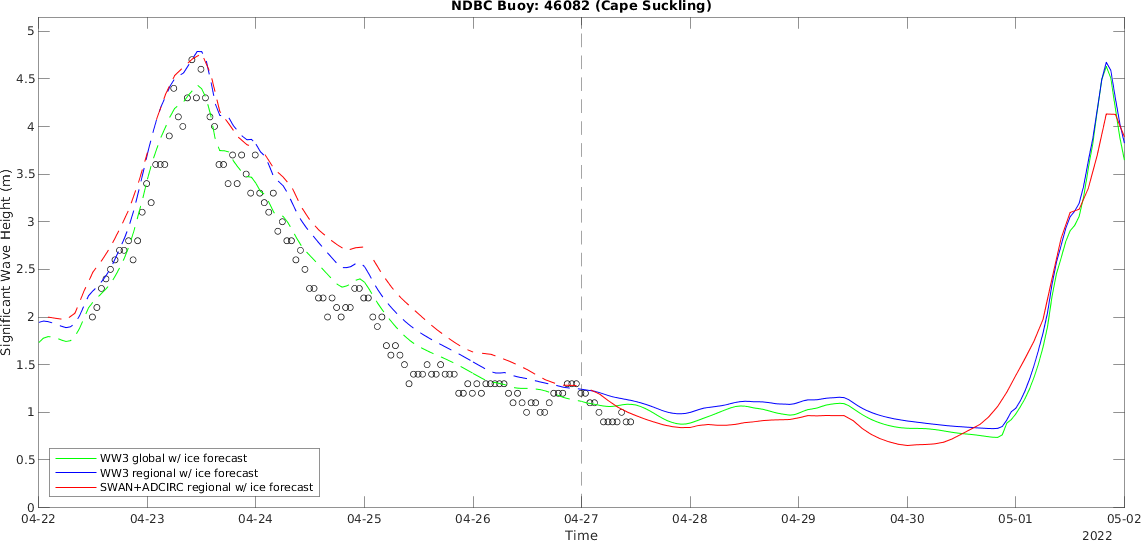 NDBC Buoy: 46082 (Cape Suckling)
5
4.5
4
3.5
3
2.5
2
1.5
1
0.5
0
Significant Wave Height (m)
WW3 global w/ ice forecast
WW3 regional w/ ice forecast
SWAN+ADCIRC regional w/ ice forecast
04-22 04-23 04-24 04-25 04-26 04-27 04-28 04-29 04-30 05-01 05-02
Time
2022